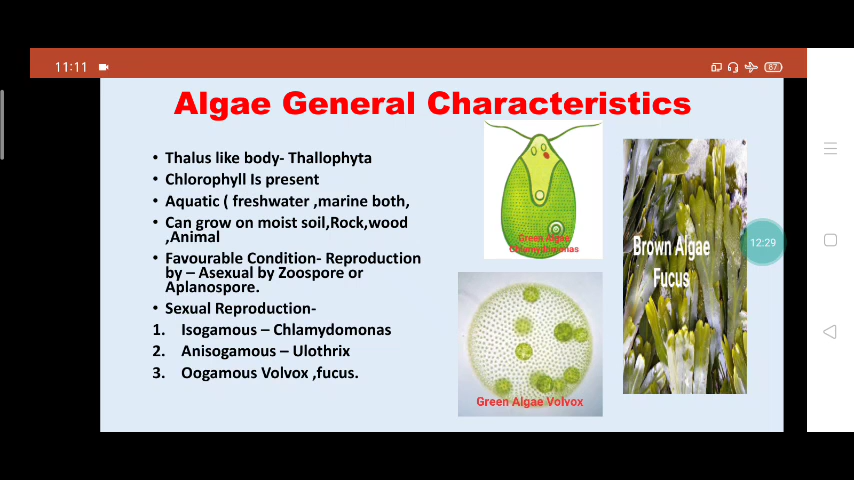 11:11
87
Algae General Characteristics
• Thalus like body- Thallophyta
• Chlorophyll Is present
• Aquatic ( freshwater ,marine both,
• Can grow on moist soil,Rock,wood
,Animal
• Favourable Condition- Reproduction
by – Asexual by Zoospore or
Aplanospore.
• Sexual Reproduction-
1. Isogamous – Chlamydomonas
2. Anisogamous – Ulothrix
3. Oogamous Volvox ,fucus.
Green Algae
Chlamydomonas
Green Algae Volvox
Brown Algae
Fucus
12:29